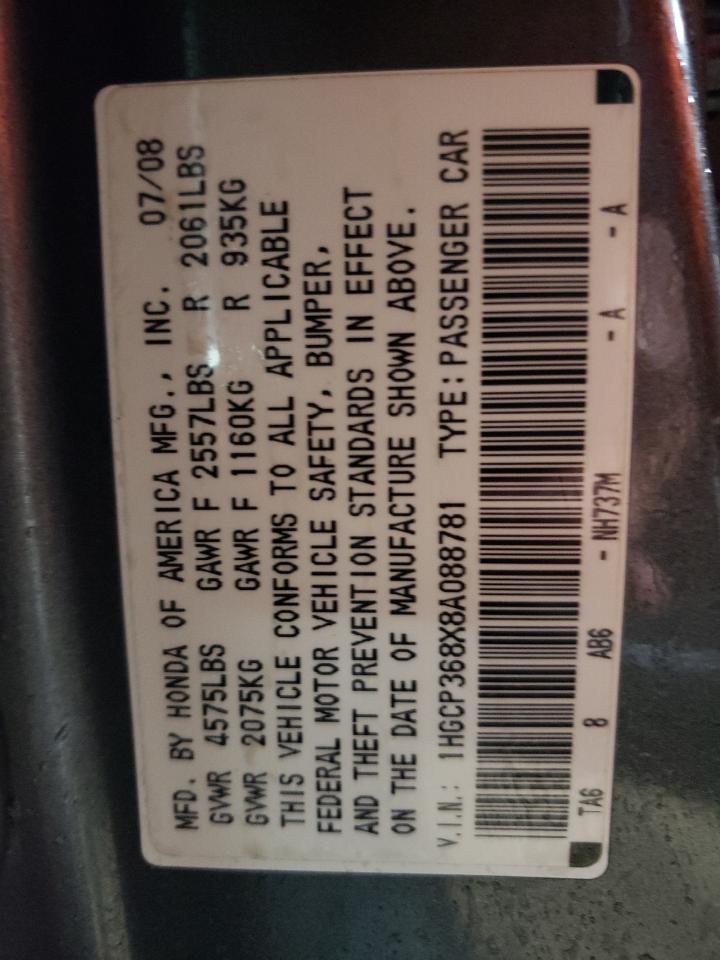 MFD. BY HONDA OF AMERICA MFG., INC. 07/08
GVWR 4575LBS GAWR F 2557LBS R 2061LBS
GVWR 2075KG GAWR F 1160KG R 935KG
THIS VEHICLE CONFORMS TO ALL APPLICABLE
FEDERAL MOTOR VEHICLE SAFETY, BUMPER,
AND THEFT PREVENTION STANDARDS IN EFFECT
ON THE DATE OF MANUFACTURE SHOWN ABOVE.
V.I.N.: 1HGCP368X8A088781 TYPE: PASSENGER CAR
TA6 8 AB6 - NH737M - A - A